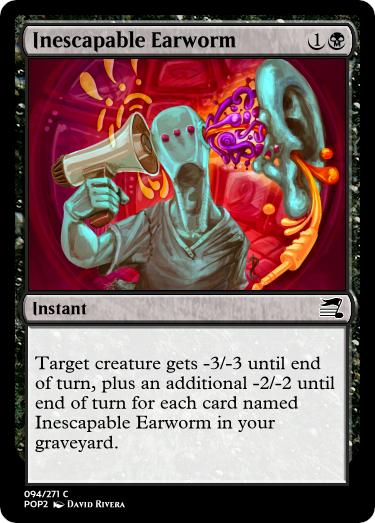 Inescapable Earworm 1
Instant
Target creature gets -3/-3 until end
of turn, plus an additional -2/-2 until
end of turn for each card named
Inescapable Earworm in your
graveyard.
094/271 C
POP2 David Rivera